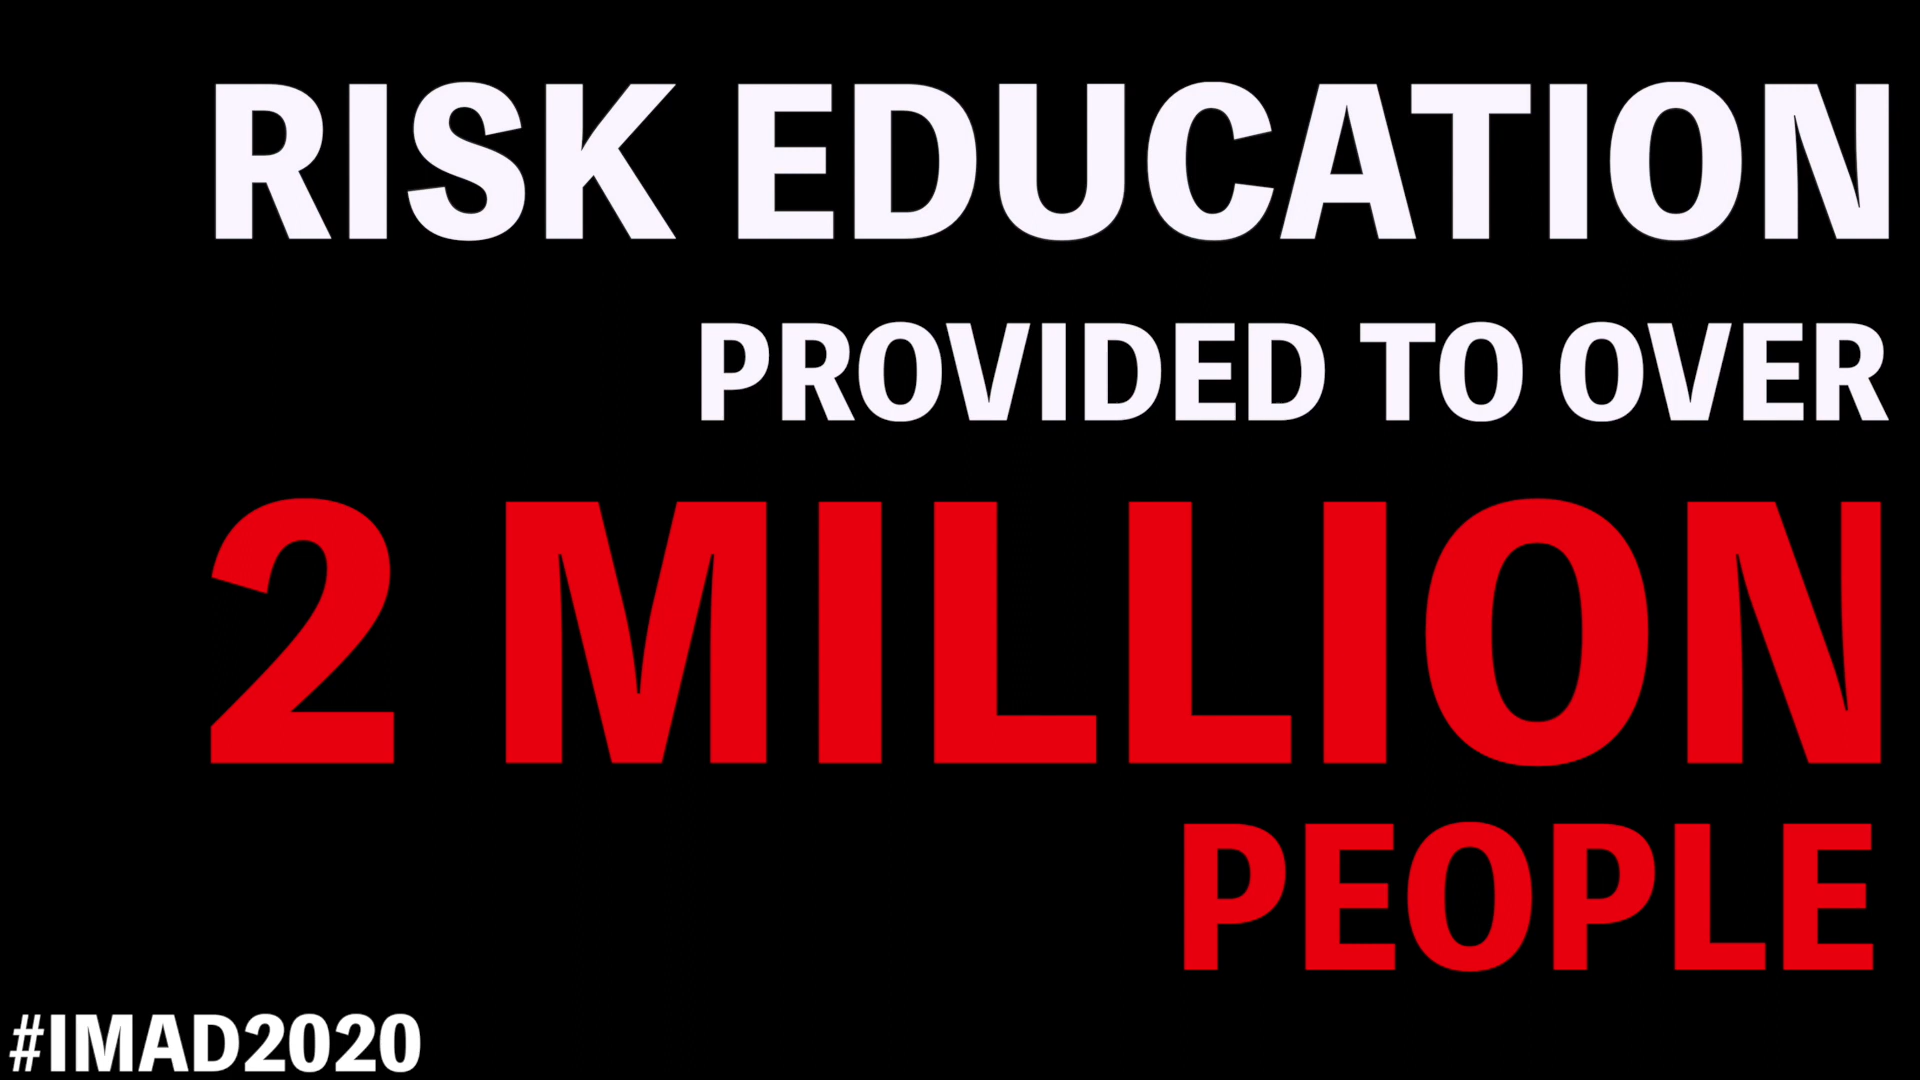 RISK EDUCATION
PROVIDED TO OVER
2 MILLION
PEOPLE
#IMAD2020